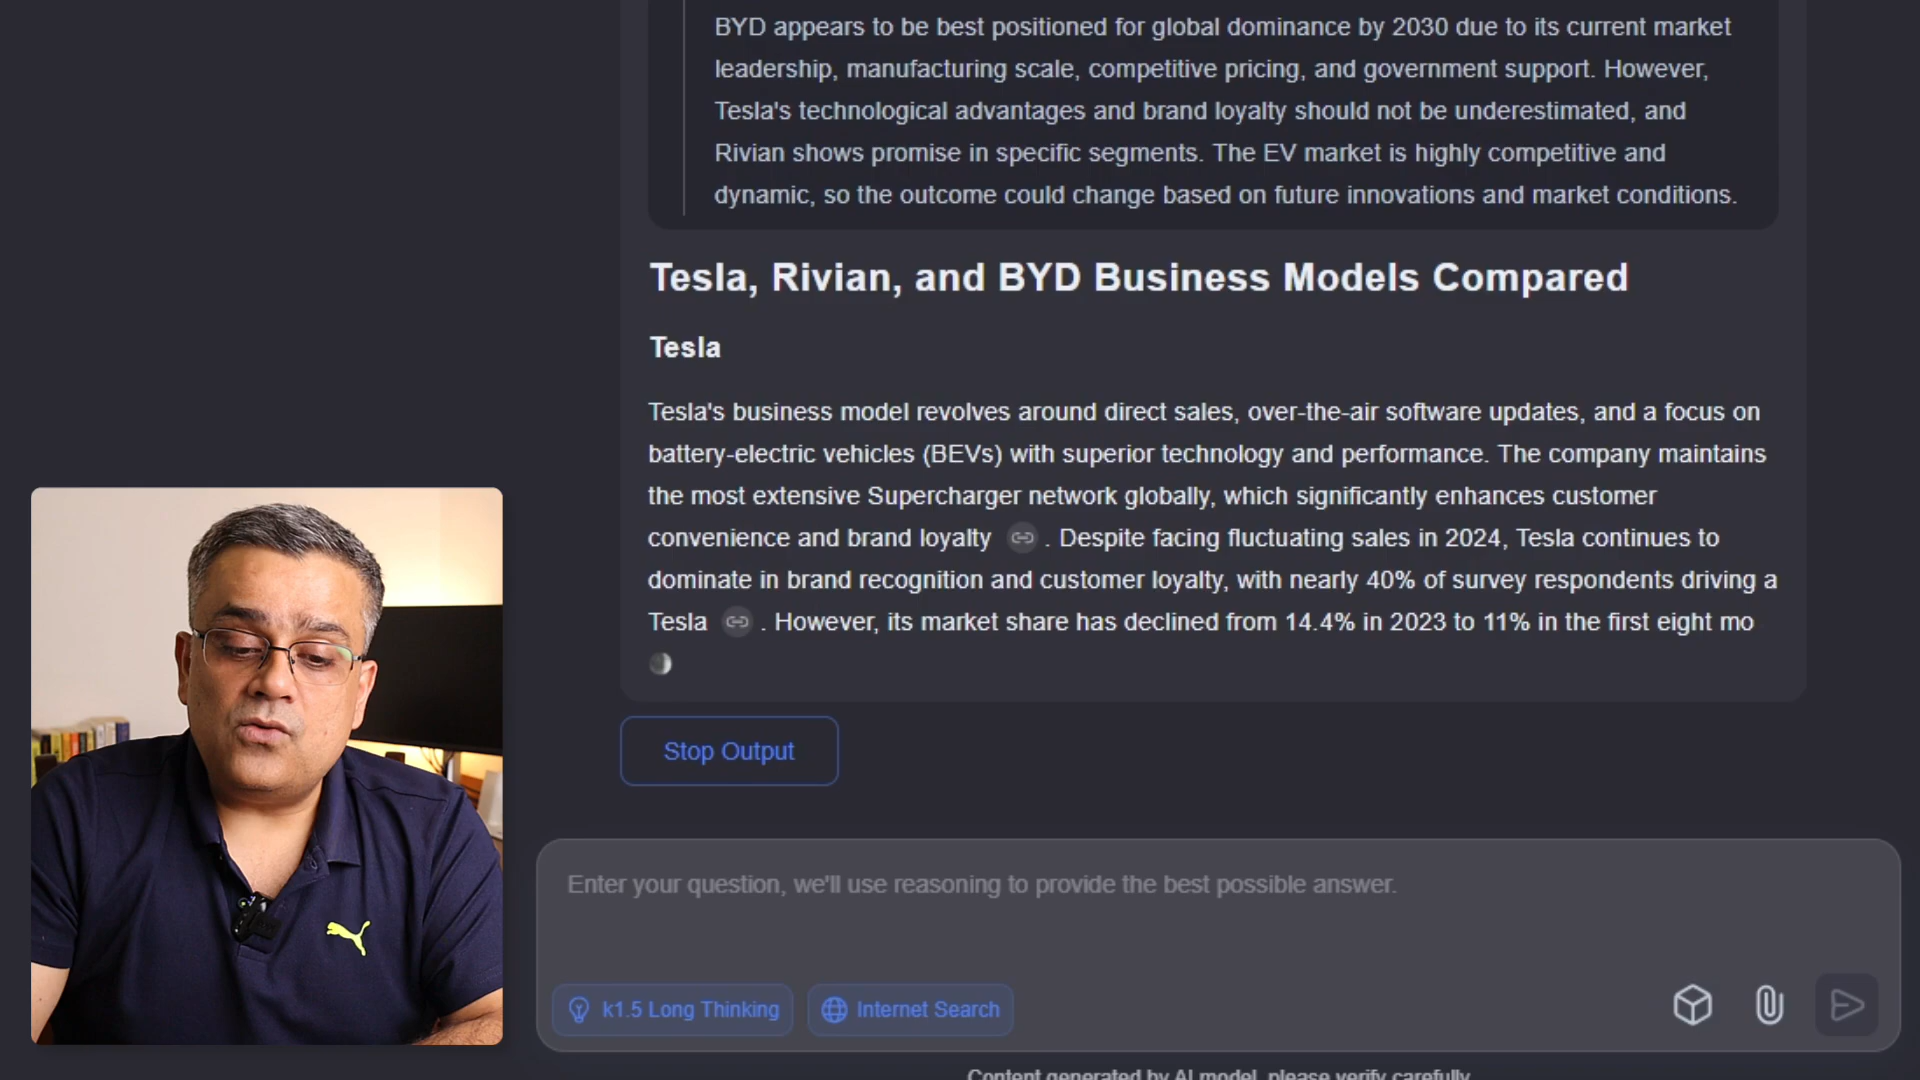 BYD appears to be best positioned for global dominance by 2030 due to its current market
leadership, manufacturing scale, competitive pricing, and government support. However,
Tesla's technological advantages and brand loyalty should not be underestimated, and
Rivian shows promise in specific segments. The EV market is highly competitive and
dynamic, so the outcome could change based on future innovations and market conditions.
Tesla, Rivian, and BYD Business Models Compared
Tesla
Tesla's business model revolves around direct sales, over-the-air software updates, and a focus on
battery-electric vehicles (BEVs) with superior technology and performance. The company maintains
the most extensive Supercharger network globally, which significantly enhances customer
convenience and brand loyalty . Despite facing fluctuating sales in 2024, Tesla continues to
dominate in brand recognition and customer loyalty, with nearly 40% of survey respondents driving a
Tesla . However, its market share has declined from 14.4% in 2023 to 11% in the first eight mo
Stop Output
Enter your question, we'll use reasoning to provide the best possible answer.
k1.5 Long Thinking
Internet Search
Content generated by AI model, please verify carefully